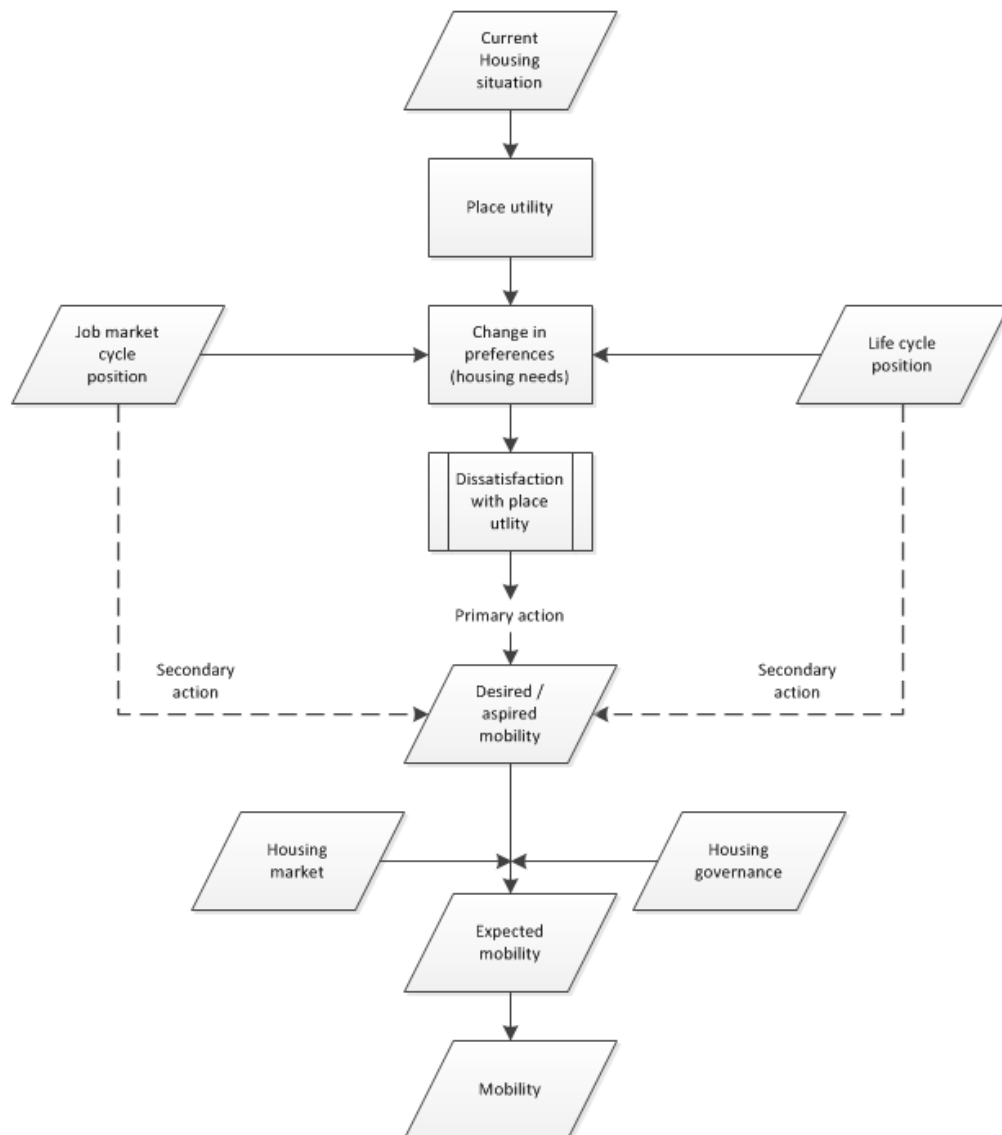 Current
Housing
situation
Place utility
Job market
cycle
position
Change in
preferences
(housing needs)
Life cycle
position
Dissatisfaction
with place
utlity
Primary action
Secondary
action
Desired /
aspired
mobility
Secondary
action
Housing
market
Housing
governance
Expected
mobility
Mobility